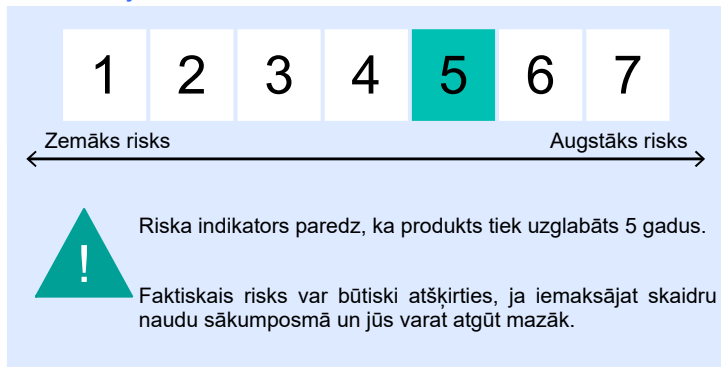 1 2 3 4 5 6 7
Zemāks risks Augstāks risks
Riska indikators paredz, ka produkts tiek uzglabāts 5 gadus.
!
Faktiskais risks var būtiski atšķirties, ja iemaksājat skaidru
naudu sākumposmā un jūs varat atgūt mazāk.